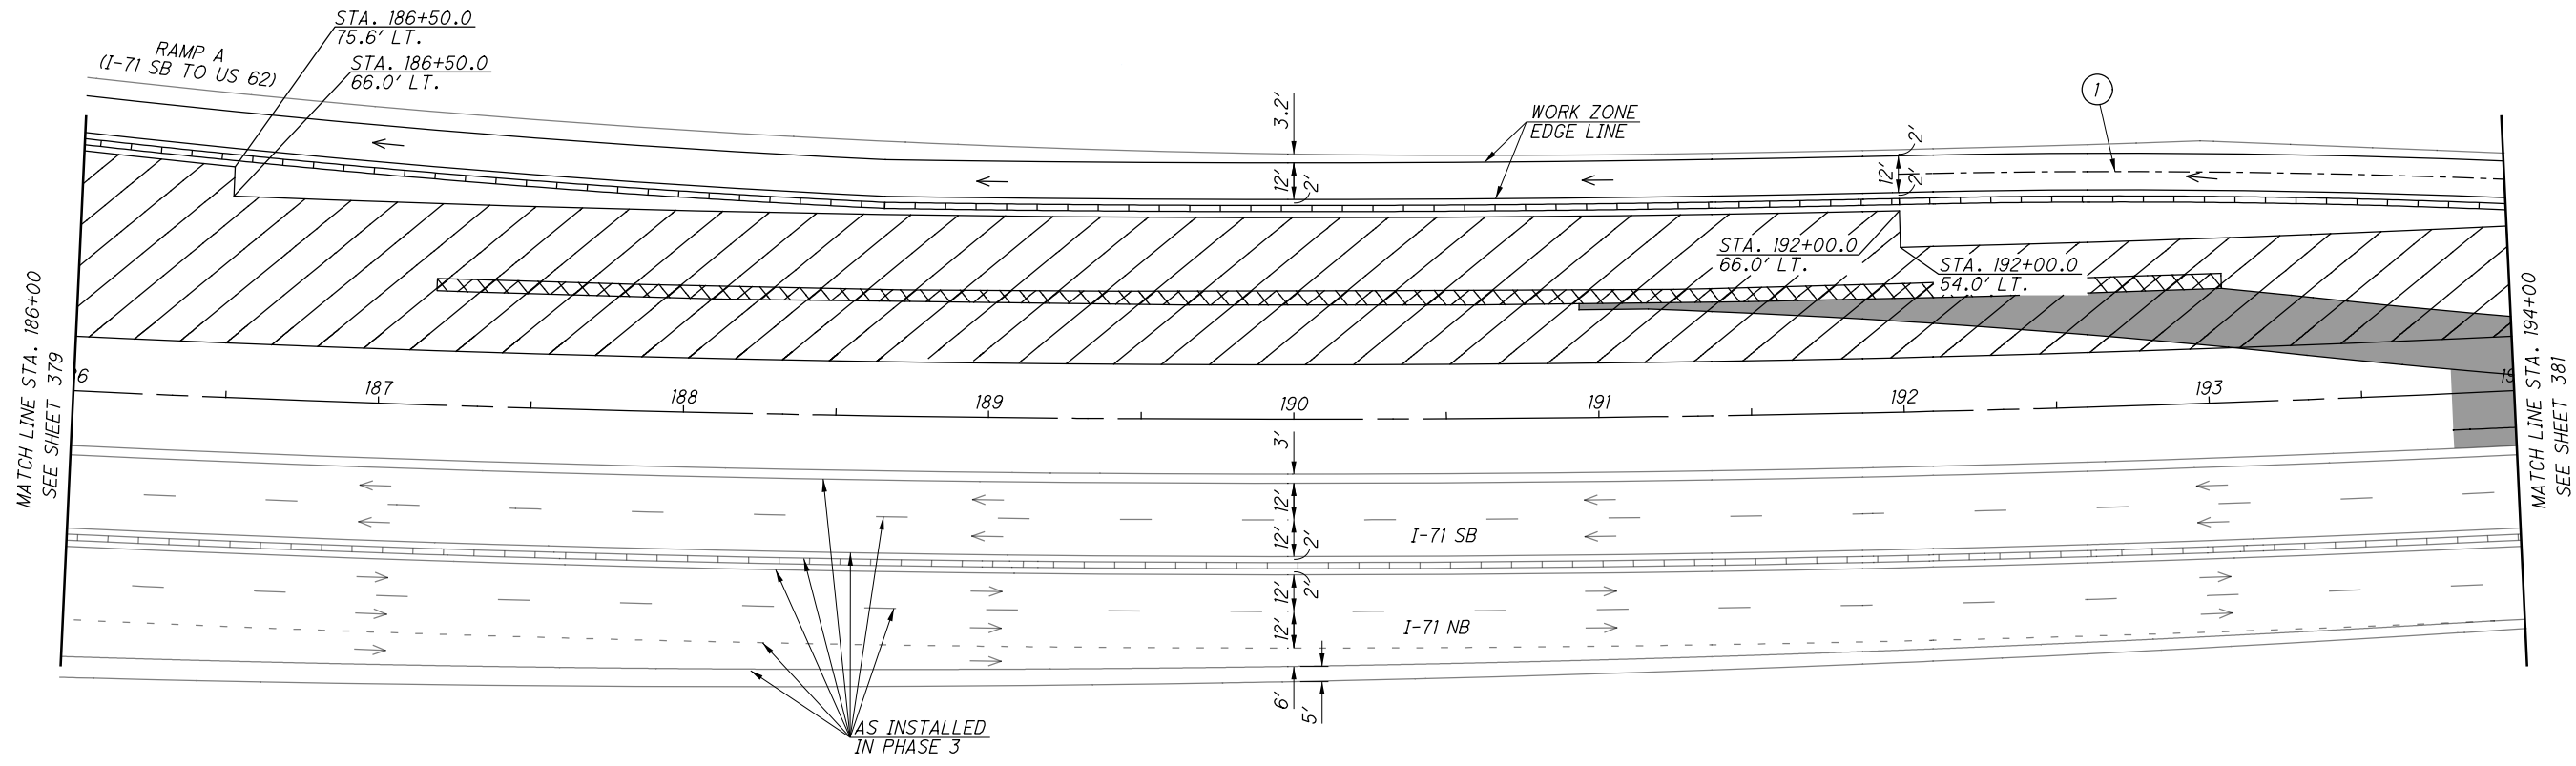 STA. 186+50.0
75.6' LT.
RAMP A
(I-71 SB TO US 62)
STA. 186+50.0
66.0' LT.
3.2'
WORK ZONE
EDGE LINE
1
2'
12'
2'
12'
2'
STA. 192+00.0
66.0' LT.
STA. 192+00.0
54.0' LT.
MATCH LINE STA. 186+00
SEE SHEET 379
MATCH LINE STA. 194+00
SEE SHEET 381
6
187
188
189
190
191
192
193
19
3'
12'
12'
2'
I-71 SB
2'
12'
12'
I-71 NB
6'
5'
AS INSTALLED
IN PHASE 3